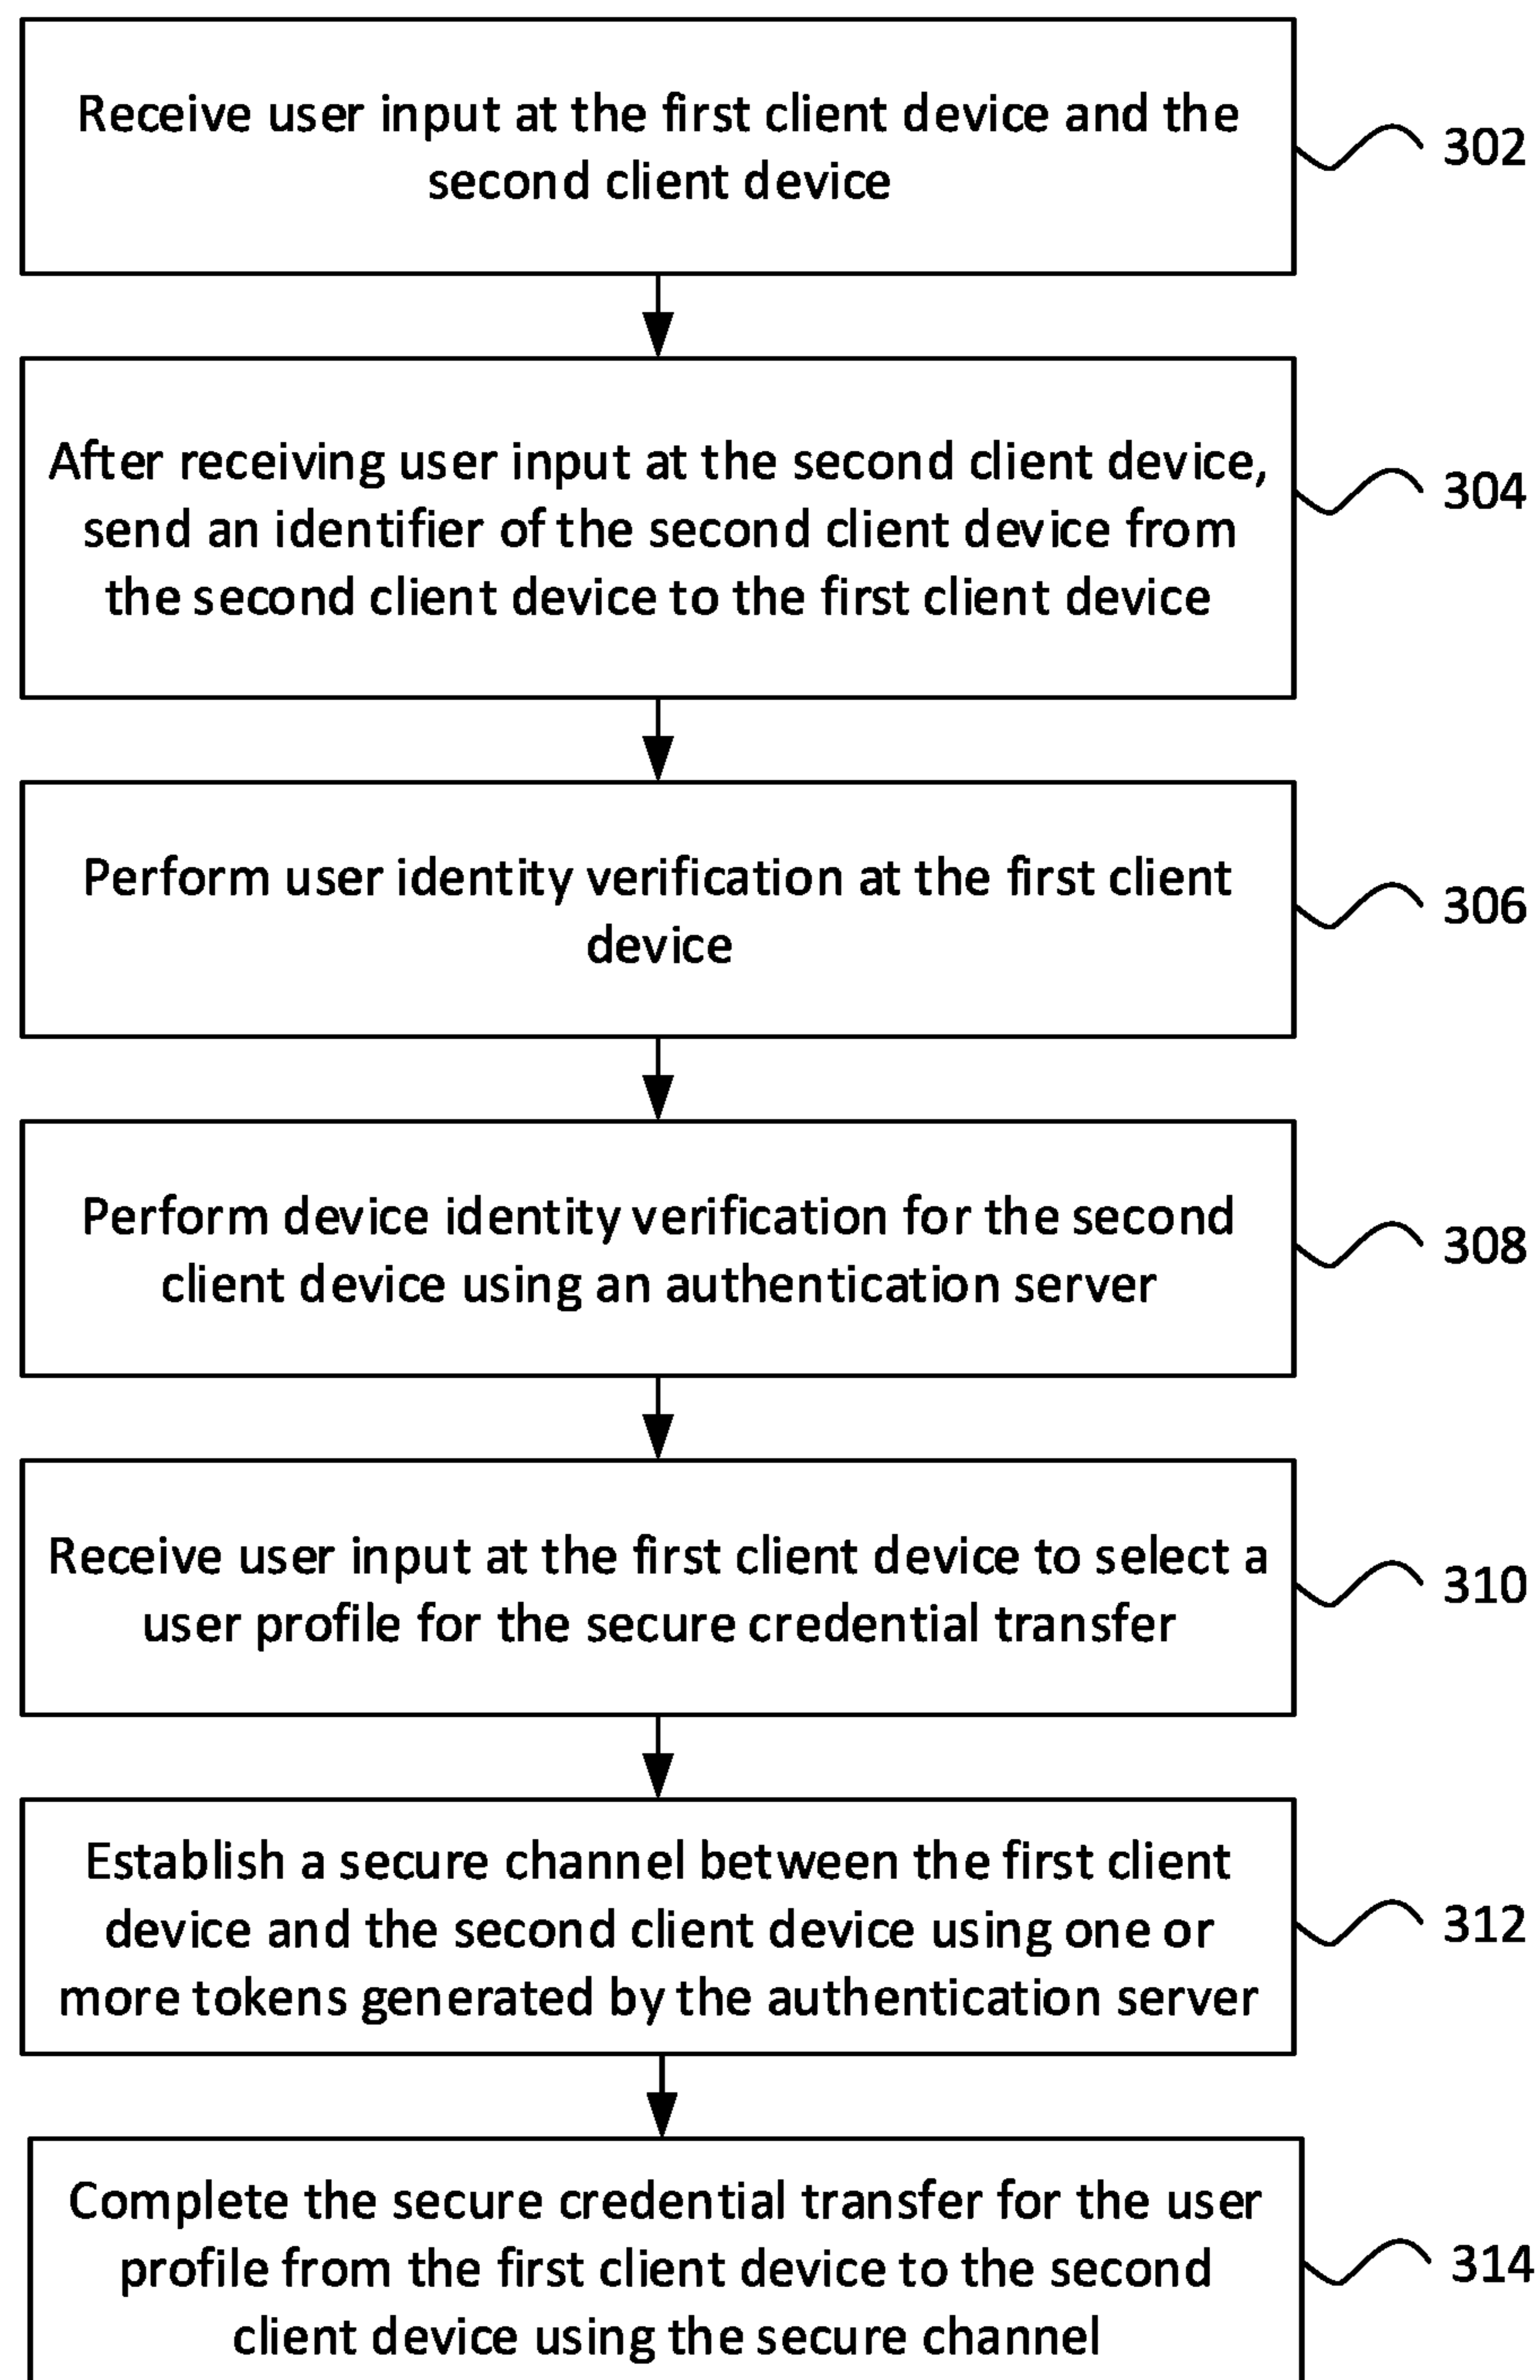 Receive user input at the first client device and the
second client device
302
After receiving user input at the second client device,
send an identifier of the second client device from
the second client device to the first client device
304
Perform user identity verification at the first client
device
306
Perform device identity verification for the second
client device using an authentication server
308
Receive user input at the first client device to select a
user profile for the secure credential transfer
310
Establish a secure channel between the first client
device and the second client device using one or
more tokens generated by the authentication server
312
Complete the secure credential transfer for the user
profile from the first client device to the second
client device using the secure channel
314